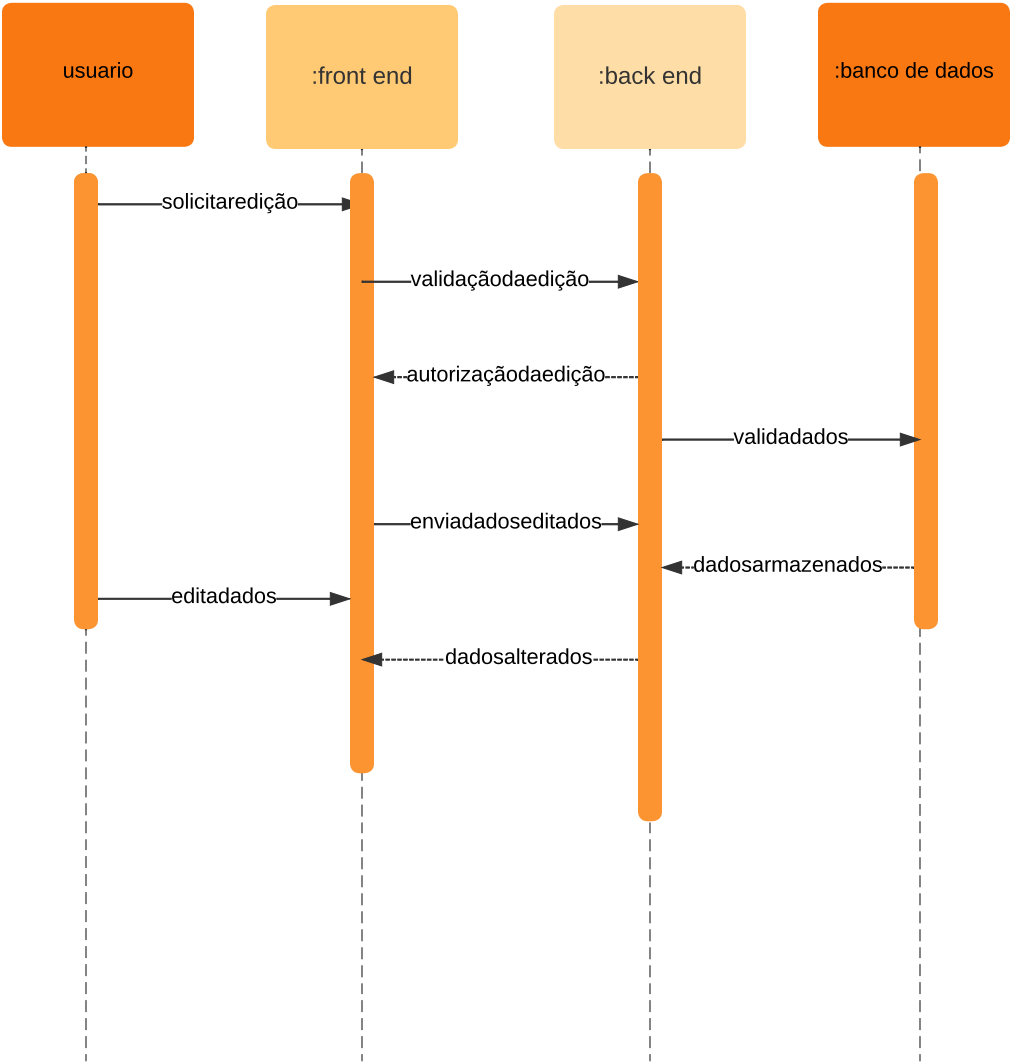 usuario
:front end
:back end
:banco de dados
solicitaredição
validaçãodaedição
autorizaçãodaedição
validadados
enviadadoseditados
dadosarmazenados
editadados
dadosalterados